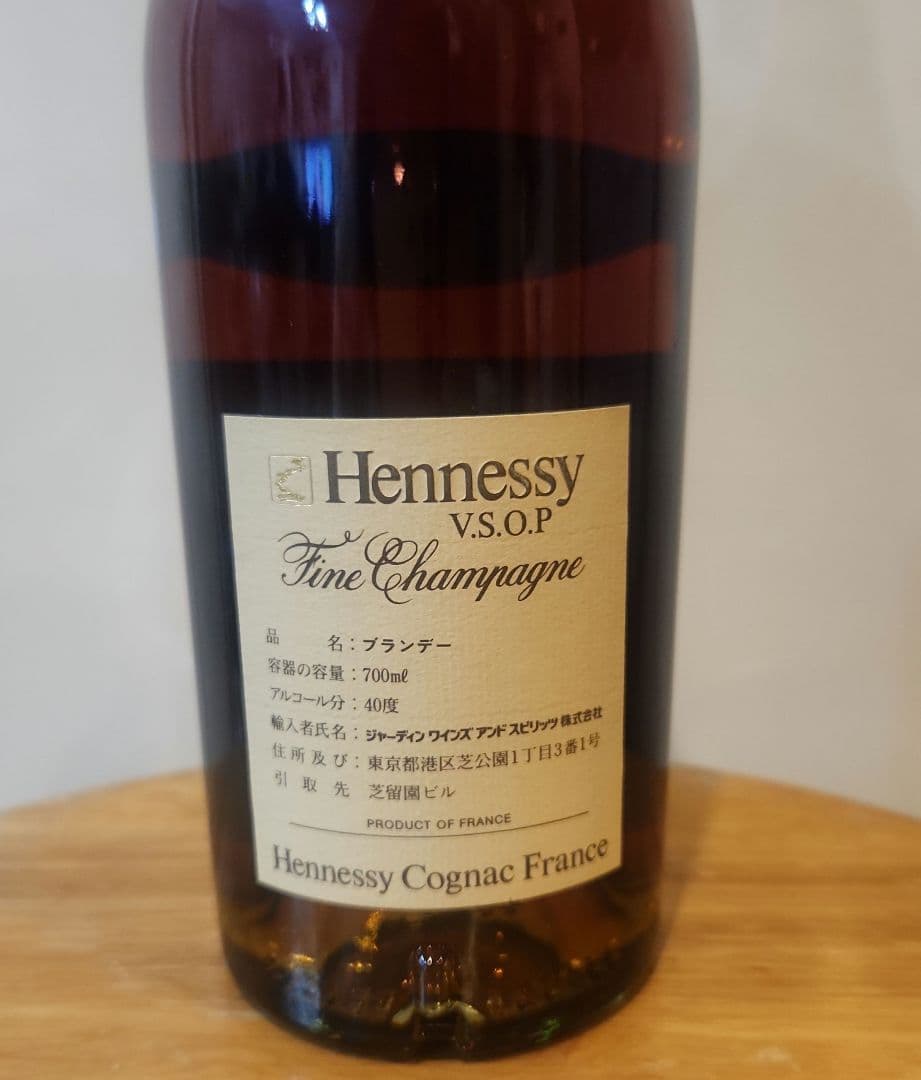 Hennessy
V.S.O.P
Fine Champagne
品 名:ブランデー
容器の容量:700mℓ
アルコール分:40度
輸入者氏名:ジャーディン ワインズ アンド スピリッツ 株式会社
住所及び:東京都港区芝公園1丁目3番1号
引取先 芝留園ビル
PRODUCT OF FRANCE
Hennessy Cognac France